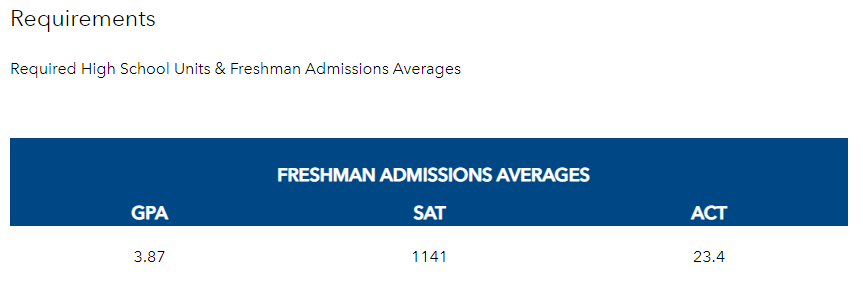 Requirements
Required High School Units & Freshman Admissions Averages
FRESHMAN ADMISSIONS AVERAGES
GPA SAT ACT
3.87 1141 23.4